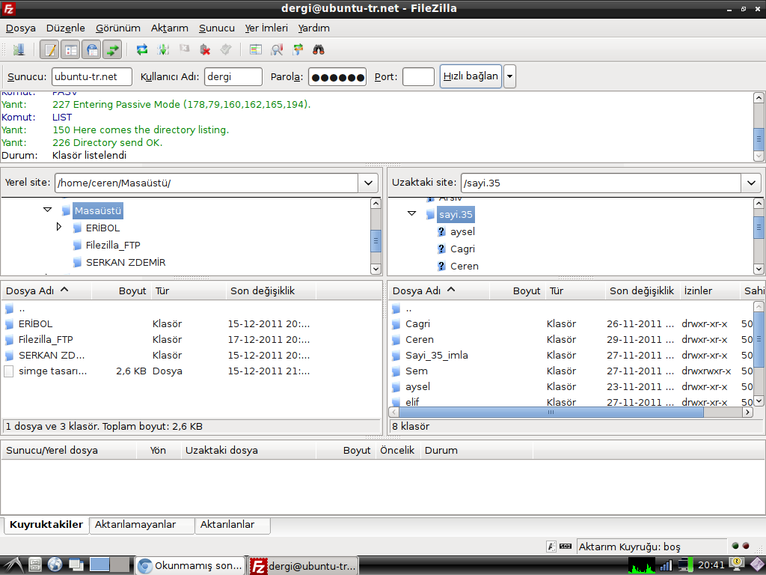 dergi@ubuntu-tr.net - FileZilla
Dosya Düzenle Görünüm Aktarım Sunucu Yer İmleri Yardım
Sunucu: ubuntu-tr.net Kullanıcı Adı: dergi Parola: ●●●●●● Port: Hızlı bağlan
Komut: PASV
Yanıt: 227 Entering Passive Mode (178,79,160,162,165,194).
Komut: LIST
Yanıt: 150 Here comes the directory listing.
Yanıt: 226 Directory send OK.
Durum: Klasör listelendi
Yerel site: /home/ceren/Masaüstü/
Masaüstü
ERİBOL
Filezilla_FTP
SERKAN ZDEMİR
Dosya Adı Boyut Tür Son değişiklik
..
ERİBOL Klasör 15-12-2011 20:...
Filezilla_FTP Klasör 17-12-2011 20:...
SERKAN ZD... Klasör 15-12-2011 20:...
simge tasarı... 2,6 KB Dosya 15-12-2011 21:...
1 dosya ve 3 klasör. Toplam boyut: 2,6 KB
Uzaktaki site: /sayi.35
Arsiv
sayi.35
aysel
Cagri
Ceren
Dosya Adı Boyut Tür Son değişiklik İzinler Sahi
..
Cagri Klasör 26-11-2011 ... drwxr-xr-x 50
Ceren Klasör 29-11-2011 ... drwxr-xr-x 50
Sayi_35_imla Klasör 27-11-2011 ... drwxr-xr-x 50
Sem Klasör 27-11-2011 ... drwxrwxr-x 50
aysel Klasör 23-11-2011 ... drwxr-xr-x 50
elif Klasör 27-11-2011 ... drwxr-xr-x 50
8 klasör
Sunucu/Yerel dosya Yön Uzaktaki dosya Boyut Öncelik Durum
Kuyruktakiler Aktarılamayanlar Aktarılanlar
Aktarım Kuyruğu: boş
Okunmamış son... dergi@ubuntu-tr... 20:41